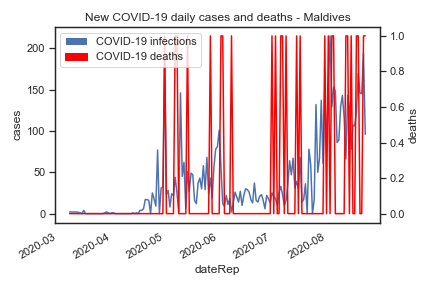 New COVID-19 daily cases and deaths - Maldives
COVID-19 infections
COVID-19 deaths
200
150
100
50
0
cases
1.0
0.8
0.6
0.4
0.2
0.0
deaths
2020-03
2020-04
2020-05
2020-06
2020-07
2020-08
dateRep